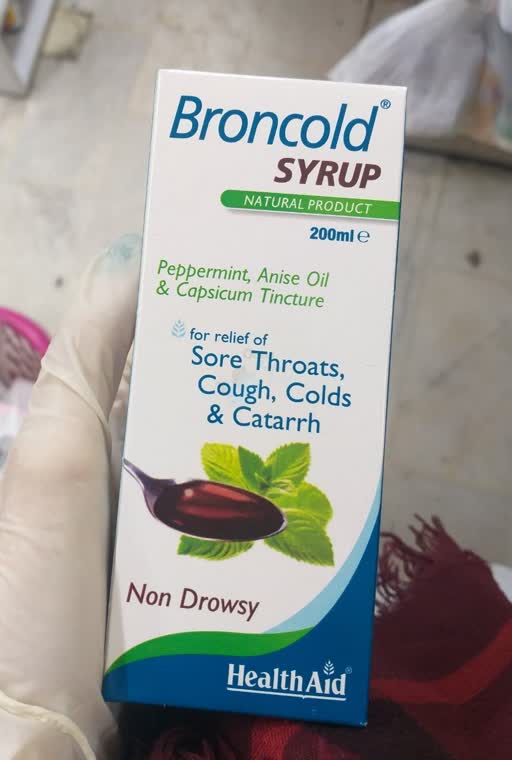 Broncold®
SYRUP
NATURAL PRODUCT
200ml ℮
Peppermint, Anise Oil
& Capsicum Tincture
for relief of
Sore Throats,
Cough, Colds
& Catarrh
Non Drowsy
HealthAid®